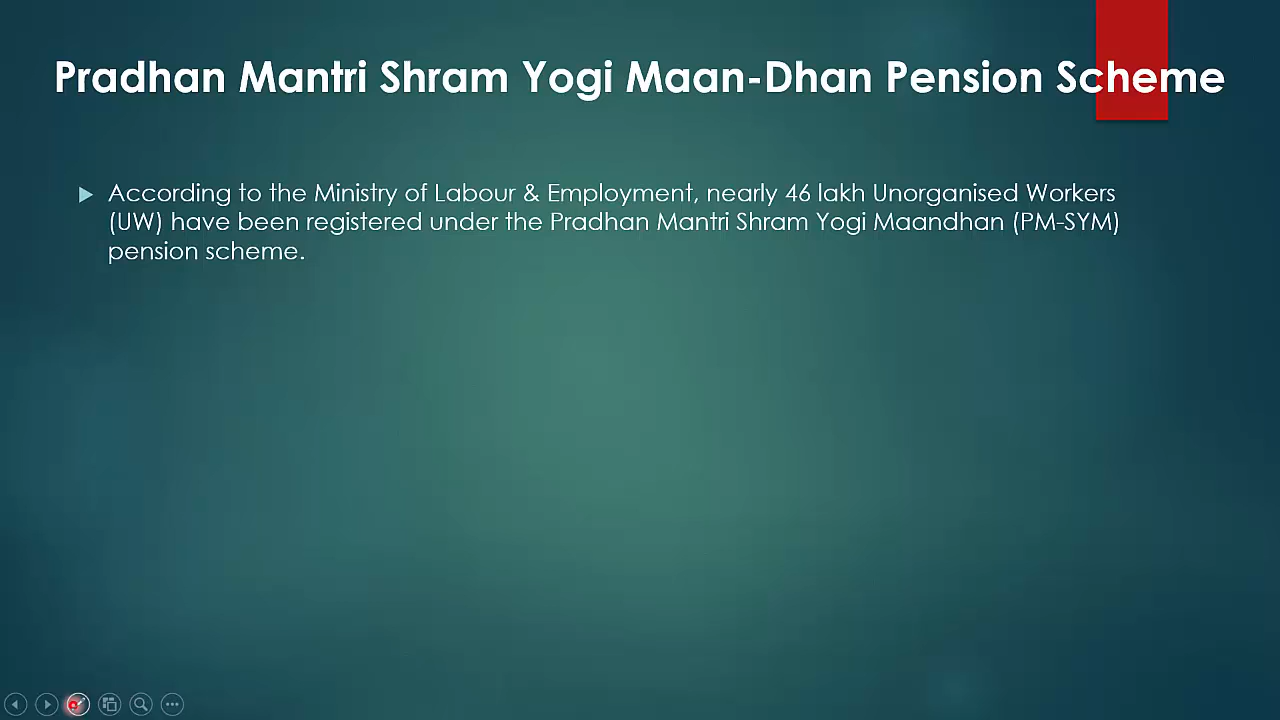 Pradhan Mantri Shram Yogi Maan-Dhan Pension Scheme
According to the Ministry of Labour & Employment, nearly 46 lakh Unorganised Workers
(UW) have been registered under the Pradhan Mantri Shram Yogi Maandhan (PM-SYM)
pension scheme.